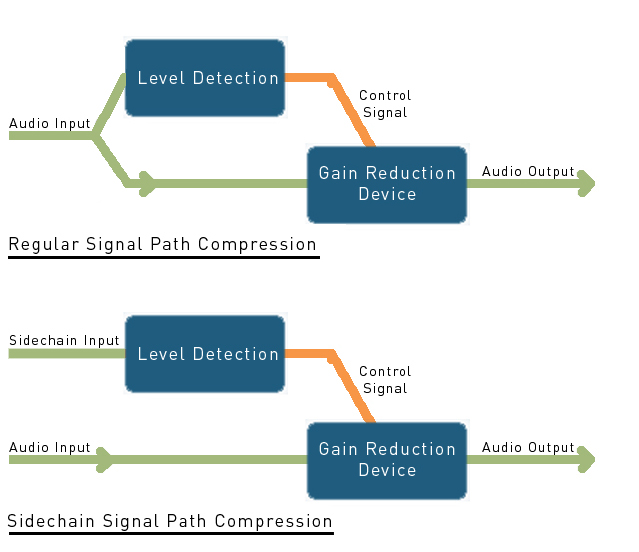 Level Detection
Control
Signal
Audio Input
Gain Reduction
Device
Audio Output
Regular Signal Path Compression
Sidechain Input
Level Detection
Control
Signal
Audio Input
Gain Reduction
Device
Audio Output
Sidechain Signal Path Compression